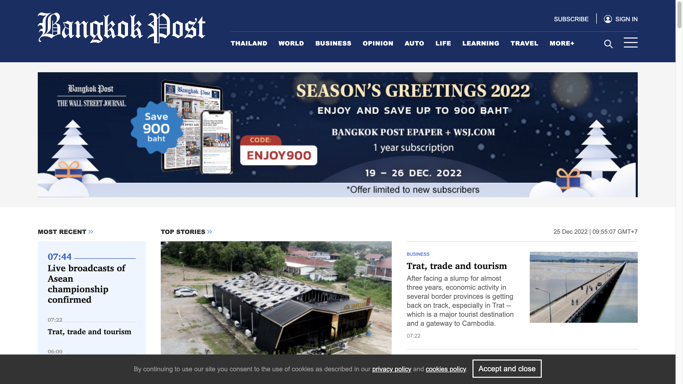 Bangkok Post
SUBSCRIBE
SIGN IN
THAILAND WORLD BUSINESS OPINION AUTO LIFE LEARNING TRAVEL MORE+
Bangkok Post
THE WALL STREET JOURNAL
Save
900
baht
SEASON'S GREETINGS 2022
ENJOY AND SAVE UP TO 900 BAHT
CODE:
ENJOY900
BANGKOK POST EPAPER + WSJ.COM
1 year subscription
19 – 26 DEC. 2022
*Offer limited to new subscribers
MOST RECENT »
TOP STORIES »
25 Dec 2022 | 09:55:07 GMT+7
07:44
Live broadcasts of
Asean
championship
confirmed
07:22
Trat, trade and tourism
06:00
BUSINESS
Trat, trade and tourism
After facing a slump for almost
three years, economic activity in
several border provinces is getting
back on track, especially in Trat --
which is a major tourist destination
and a gateway to Cambodia.
07:22
By continuing to use our site you consent to the use of cookies as described in our privacy policy and cookies policy.
Accept and close